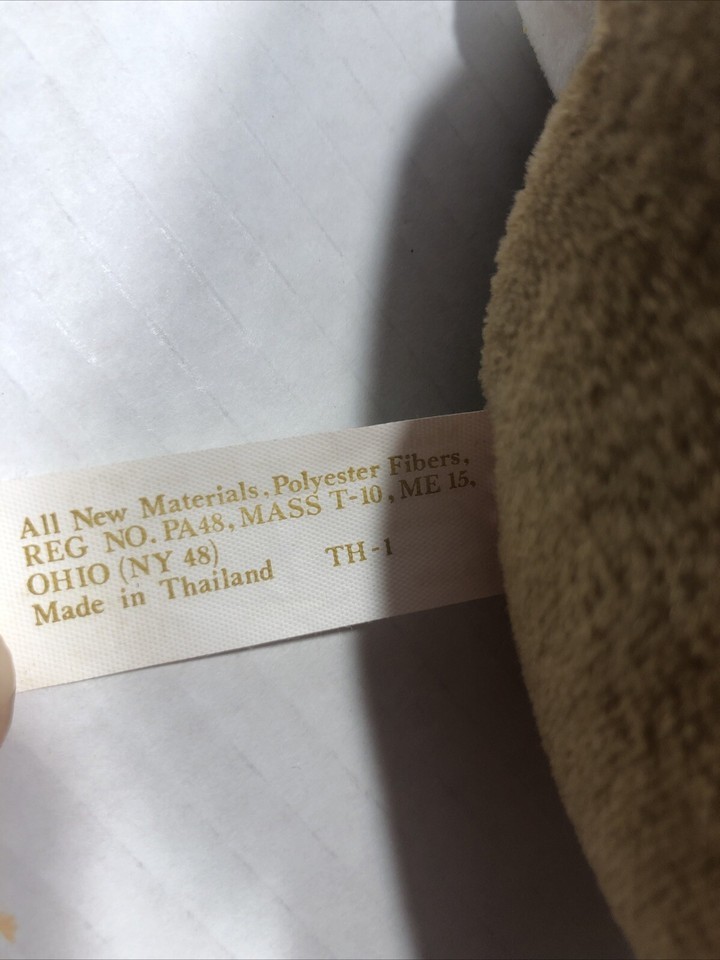 All New Materials, Polyester Fibers,
REG NO. PA48, MASS T-10, ME 15,
OHIO (NY 48)
Made in Thailand TH-1